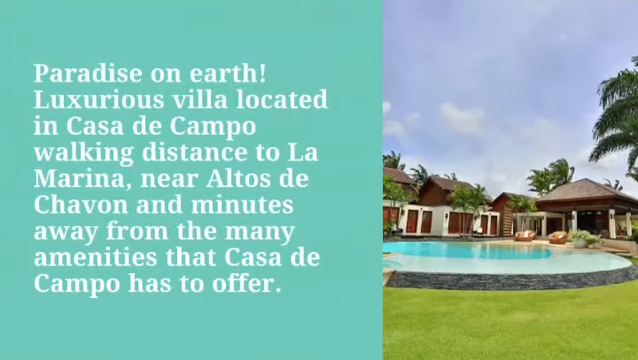 Paradise on earth!
Luxurious villa located
in Casa de Campo
walking distance to La
Marina, near Altos de
Chavon and minutes
away from the many
amenities that Casa de
Campo has to offer.